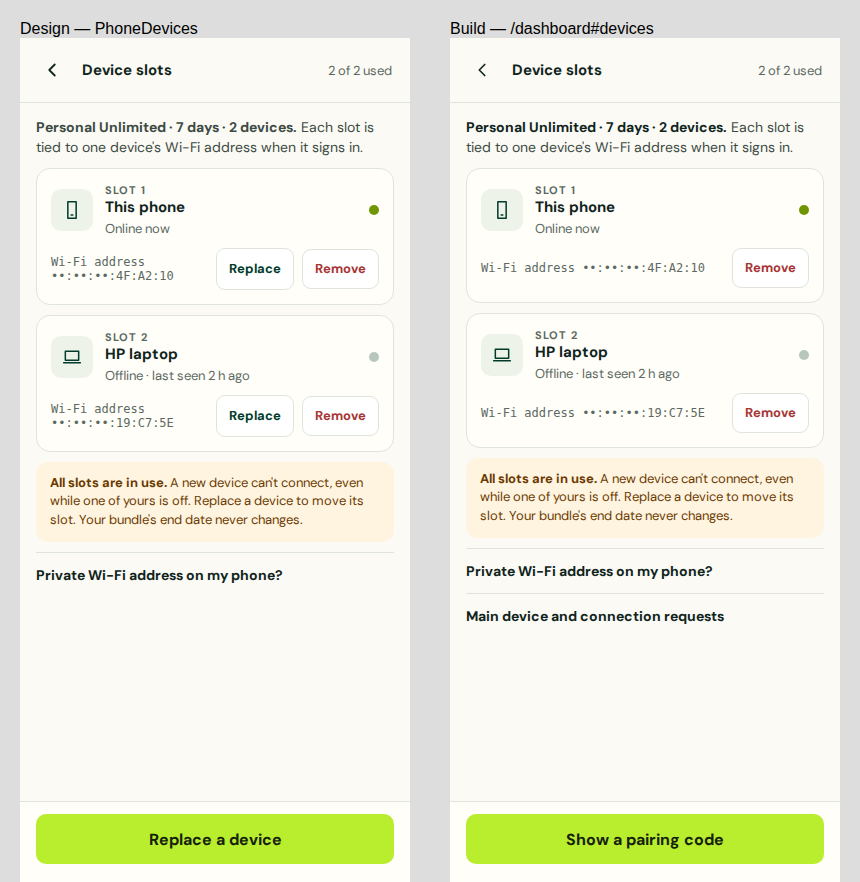 Design — PhoneDevices
Device slots
2 of 2 used
Personal Unlimited · 7 days · 2 devices. Each slot is
tied to one device's Wi-Fi address when it signs in.
SLOT 1
This phone
Online now
Wi-Fi address
••:••:••:4F:A2:10
Replace
Remove
SLOT 2
HP laptop
Offline · last seen 2 h ago
Wi-Fi address
••:••:••:19:C7:5E
Replace
Remove
All slots are in use. A new device can't connect, even
while one of yours is off. Replace a device to move its
slot. Your bundle's end date never changes.
Private Wi-Fi address on my phone?
Replace a device
Build — /dashboard#devices
Device slots
2 of 2 used
Personal Unlimited · 7 days · 2 devices. Each slot is
tied to one device's Wi-Fi address when it signs in.
SLOT 1
This phone
Online now
Wi-Fi address ••:••:••:4F:A2:10
Remove
SLOT 2
HP laptop
Offline · last seen 2 h ago
Wi-Fi address ••:••:••:19:C7:5E
Remove
All slots are in use. A new device can't connect, even
while one of yours is off. Replace a device to move its
slot. Your bundle's end date never changes.
Private Wi-Fi address on my phone?
Main device and connection requests
Show a pairing code